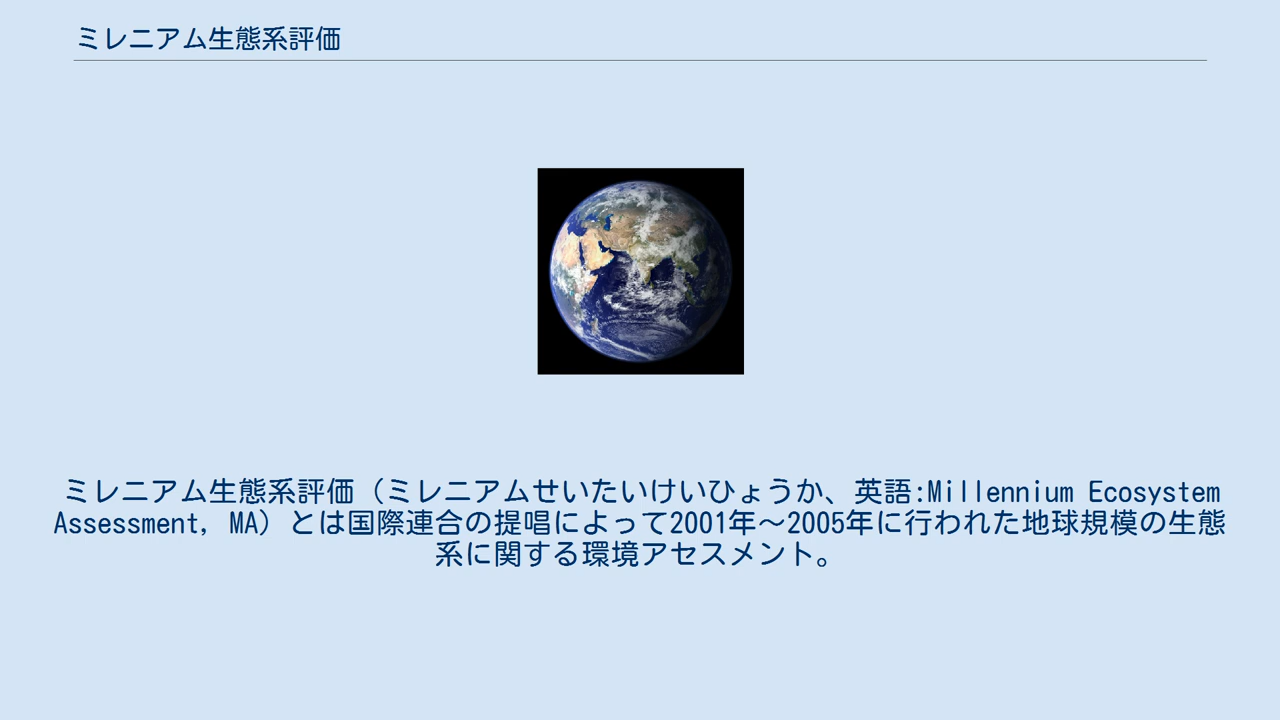 ミレニアム生態系評価
ミレニアム生態系評価（ミレニアムせいたいけいひょうか、英語:Millennium Ecosystem
Assessment, MA）とは国際連合の提唱によって2001年〜2005年に行われた地球規模の生態
系に関する環境アセスメント。